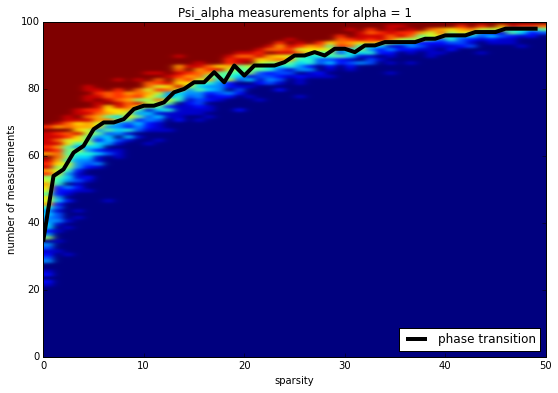 Psi_alpha measurements for alpha = 1
100
80
60
40
20
0
number of measurements
0 10 20 30 40 50
sparsity
phase transition